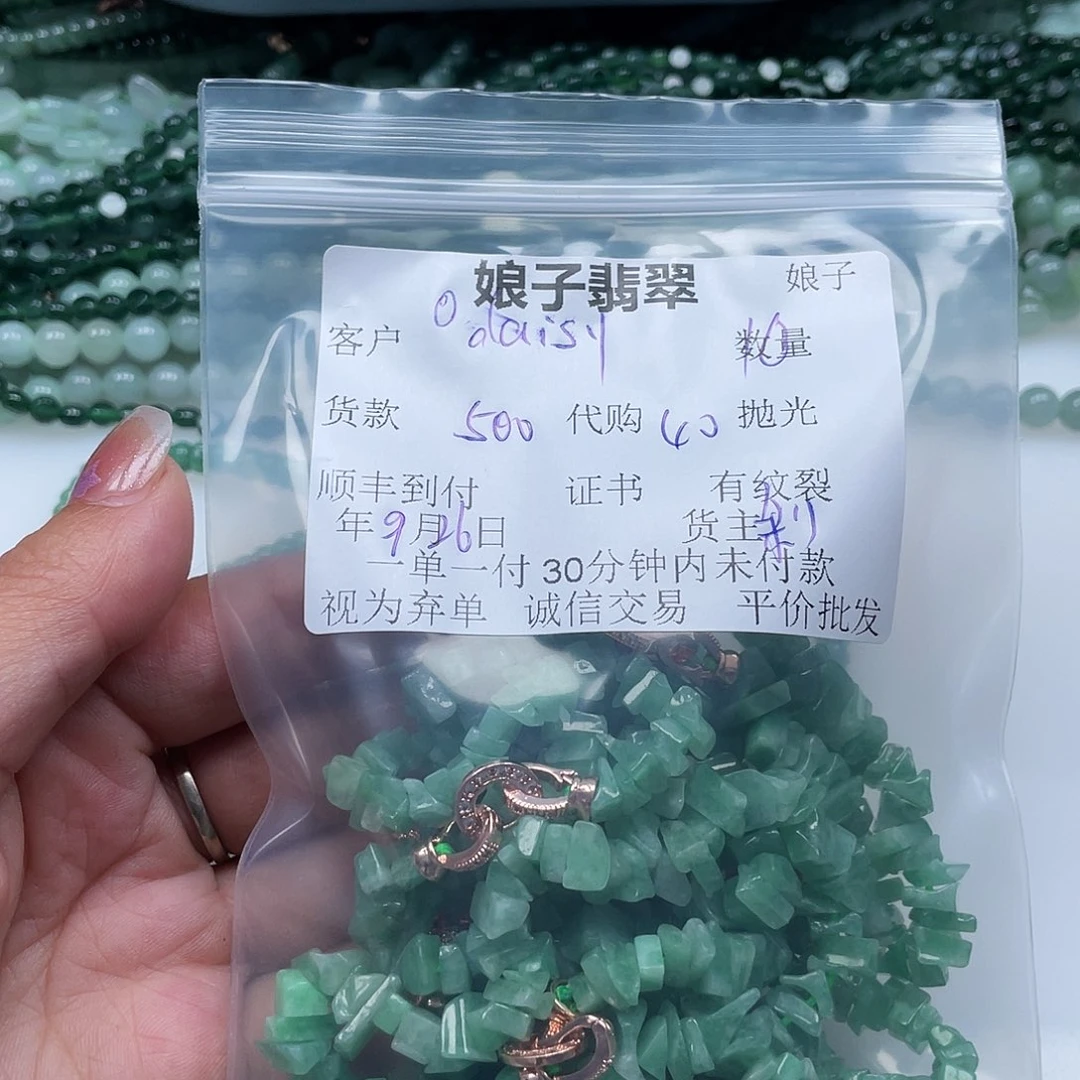 娘子翡翠 娘子
客户 daisy 数量 10
货款 500 代购 40 抛光
顺丰到付 证书 有纹裂
年9月26日 货主
一单一付 30分钟内未付款
视为弃单 诚信交易 平价批发